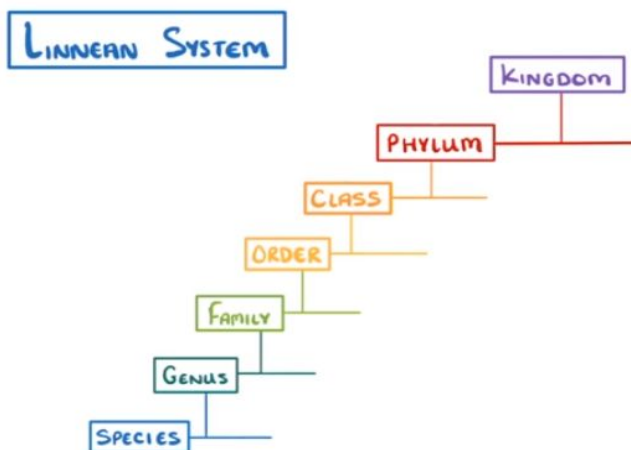 LINNEAN SYSTEM
KINGDOM
PHYLUM
CLASS
ORDER
FAMILY
GENUS
SPECIES